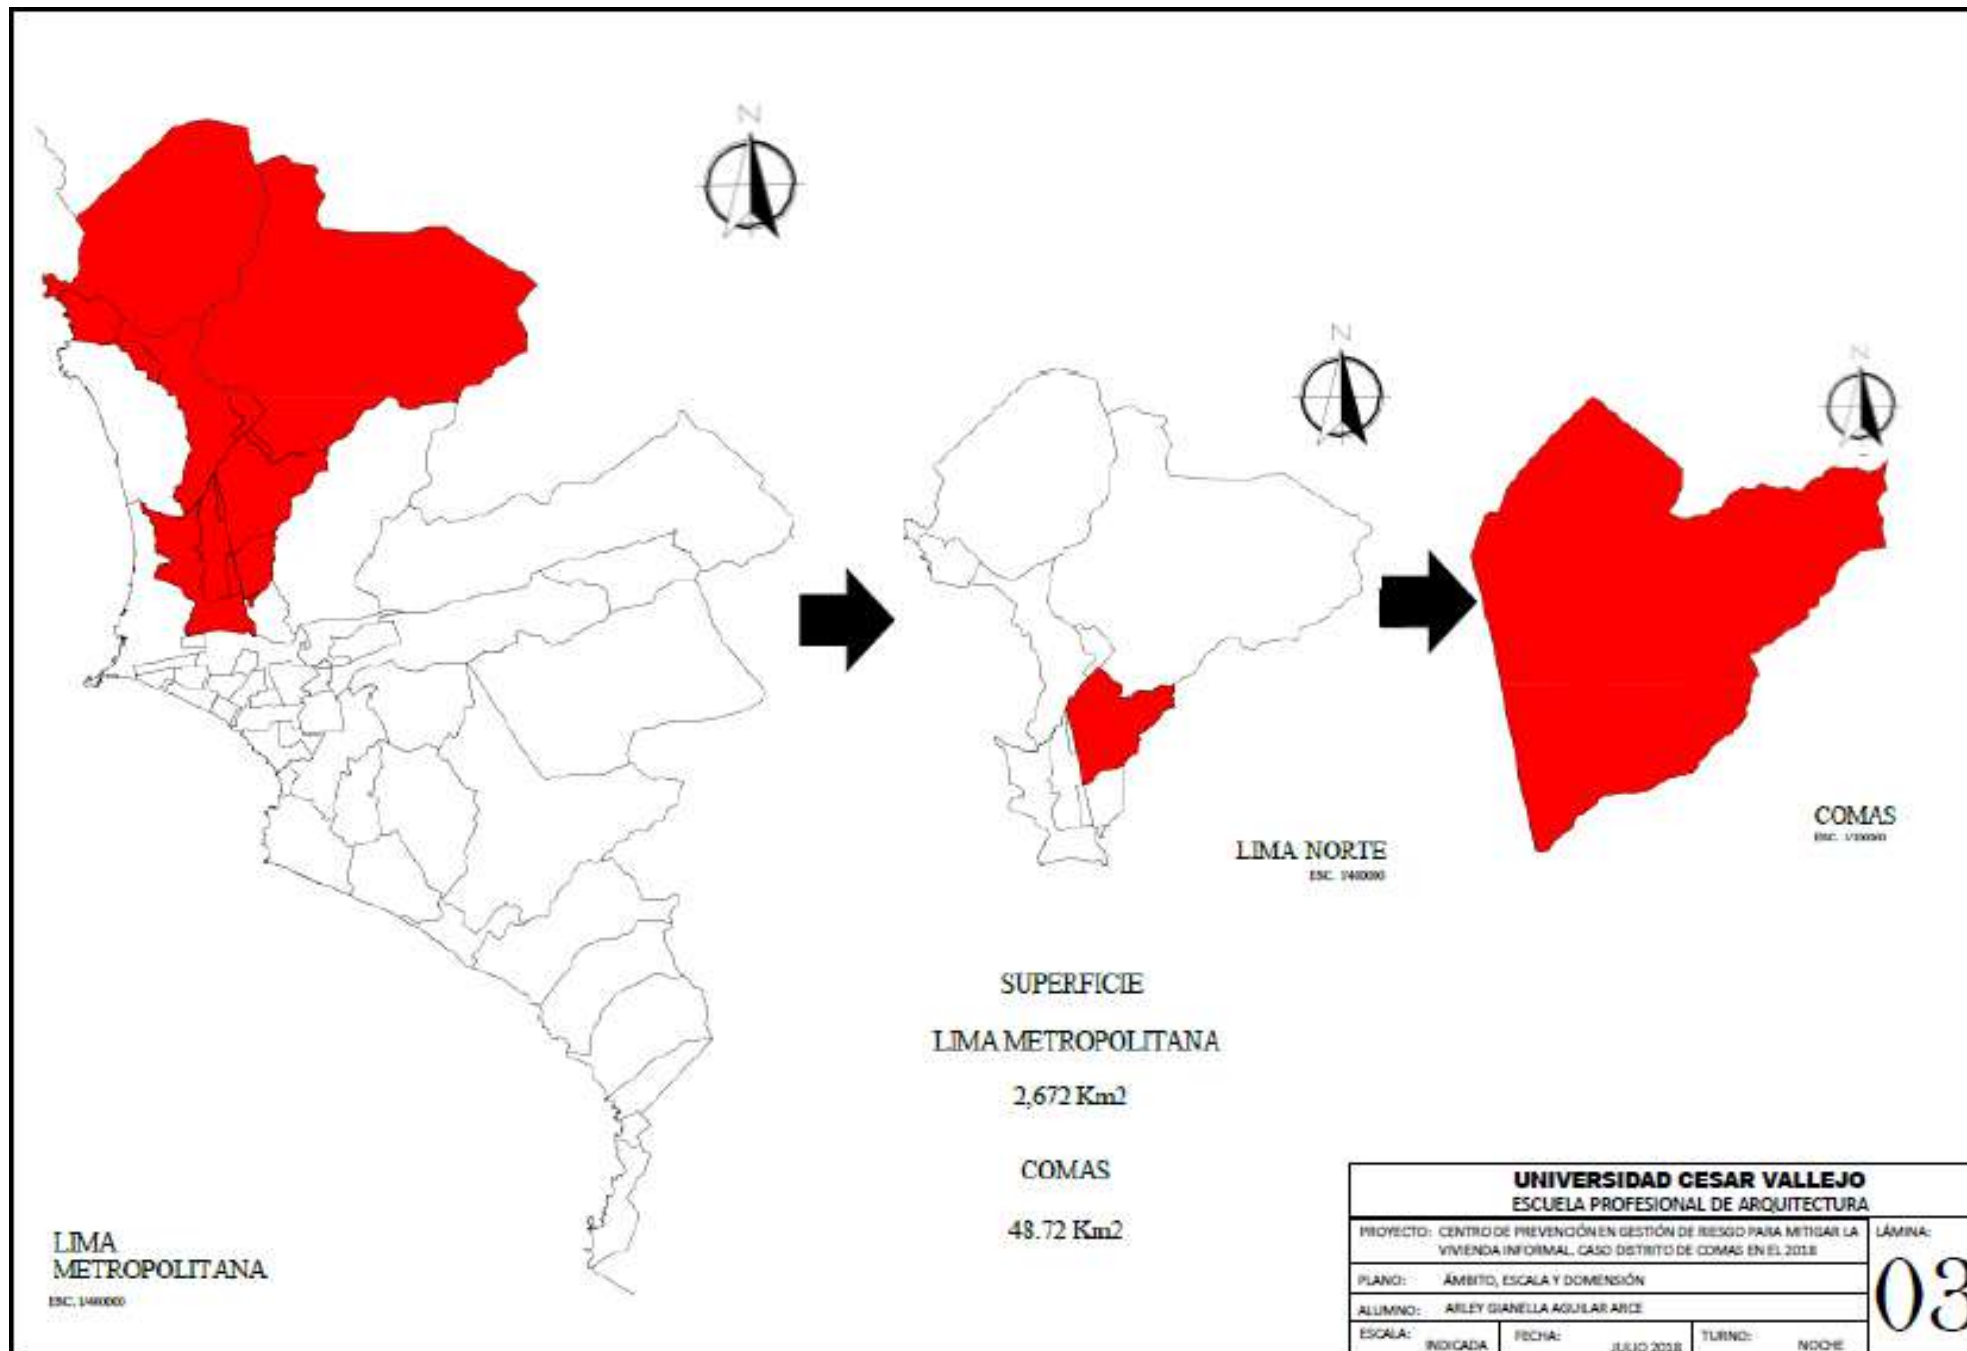 N
N
N
COMAS
LIMA NORTE
ESC. 1/400000
SUPERFICIE
LIMA METROPOLITANA
2,672 Km2
COMAS
48.72 Km2
LIMA
METROPOLITANA
UNIVERSIDAD CESAR VALLEJO
ESCUELA PROFESIONAL DE ARQUITECTURA
PROYECTO: CENTRO DE PREVENCIÓN EN GESTIÓN DE RIESGO PARA MITIGAR LA
VIVIENDA INFORMAL. CASO DISTRITO DE COMAS EN EL 2018
LÁMINA:
03
PLANO: ÁMBITO, ESCALA Y DOMENSIÓN
ALUMNO: ARLEY GIANELLA AGUILAR ARCE
ESCALA: INDICADA FECHA: JULIO 2018 TURNO: NOCHE